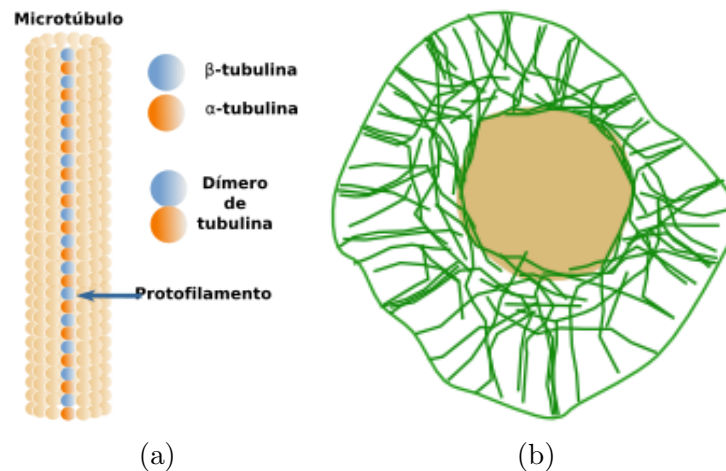 Microtúbulo
β-tubulina
α-tubulina
Dímero
de
tubulina
Protofilamento
(a)
(b)